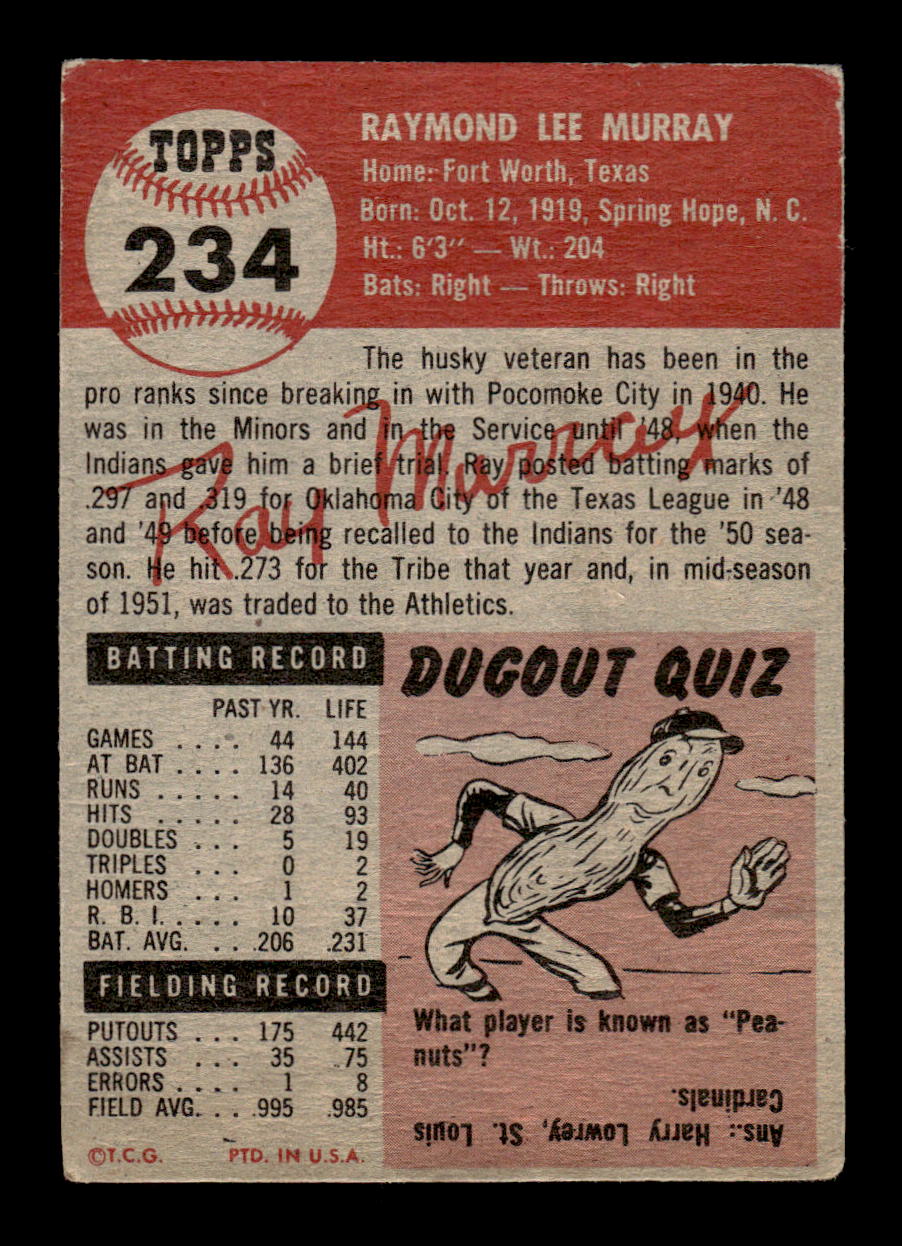 TOPPS
234
RAYMOND LEE MURRAY
Home: Fort Worth, Texas
Born: Oct. 12, 1919, Spring Hope, N. C.
Ht.: 6'3" — Wt.: 204
Bats: Right — Throws: Right
The husky veteran has been in the
pro ranks since breaking in with Pocomoke City in 1940. He
was in the Minors and in the Service until '48, when the
Indians gave him a brief trial. Ray posted batting marks of
.297 and .319 for Oklahoma City of the Texas League in '48
and '49 before being recalled to the Indians for the '50 sea-
son. He hit .273 for the Tribe that year and, in mid-season
of 1951, was traded to the Athletics.
Ray Murray
BATTING RECORD
PAST YR. LIFE
GAMES .... 44 144
AT BAT .... 136 402
RUNS ..... 14 40
HITS ..... 28 93
DOUBLES ... 5 19
TRIPLES ... 0 2
HOMERS ... 1 2
R. B. I. .... 10 37
BAT. AVG. ... .206 .231
FIELDING RECORD
PUTOUTS ... 175 442
ASSISTS ... 35 75
ERRORS .... 1 8
FIELD AVG. ... .995 .985
©T.C.G. PTD. IN U.S.A.
DUGOUT QUIZ
What player is known as "Pea-
nuts"?
Ans.: Harry Lowrey, St. Louis
Cardinals.